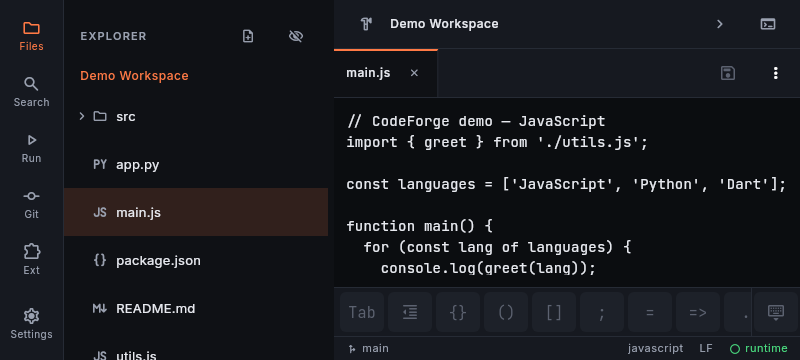 Files
Search
Run
Git
Ext
Settings
EXPLORER
Demo Workspace
src
PY app.py
JS main.js
{} package.json
M↓ README.md
utils.js
Demo Workspace
main.js ×
// CodeForge demo — JavaScript
import { greet } from './utils.js';
const languages = ['JavaScript', 'Python', 'Dart'];
function main() {
for (const lang of languages) {
console.log(greet(lang));
Tab {} () [] ; = => .
main
javascript LF runtime